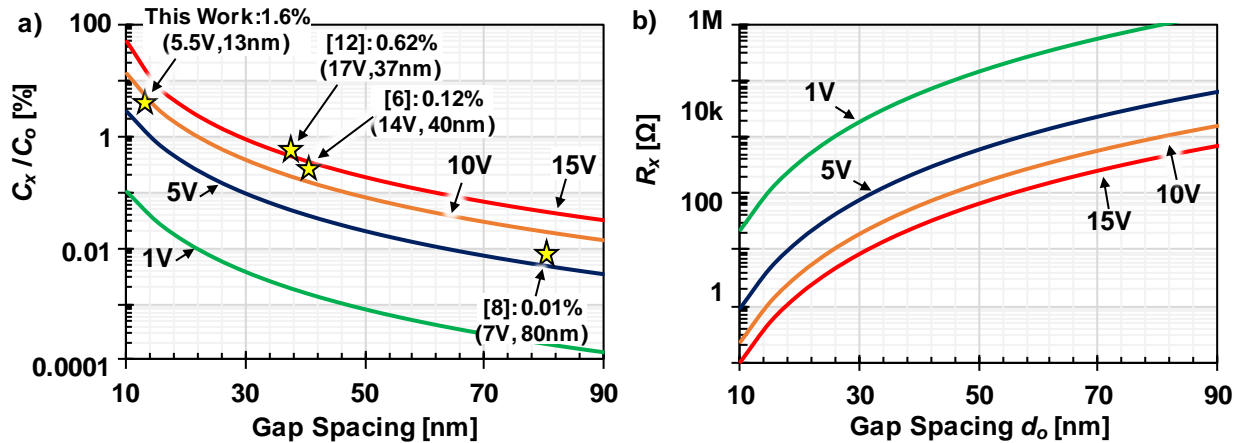 a)
This Work:1.6%
(5.5V,13nm)
[12]: 0.62%
(17V,37nm)
[6]: 0.12%
(14V, 40nm)
10V
15V
5V
1V
[8]:0.01%
(7V, 80nm)
100
1
0.01
0.0001
Cₓ/Cₒ [%]
10 30 50 70 90
Gap Spacing [nm]
b)
1M
10k
100
1
Rₓ [Ω]
1V
5V
15V
10V
10 30 50 70 90
Gap Spacing dₒ [nm]